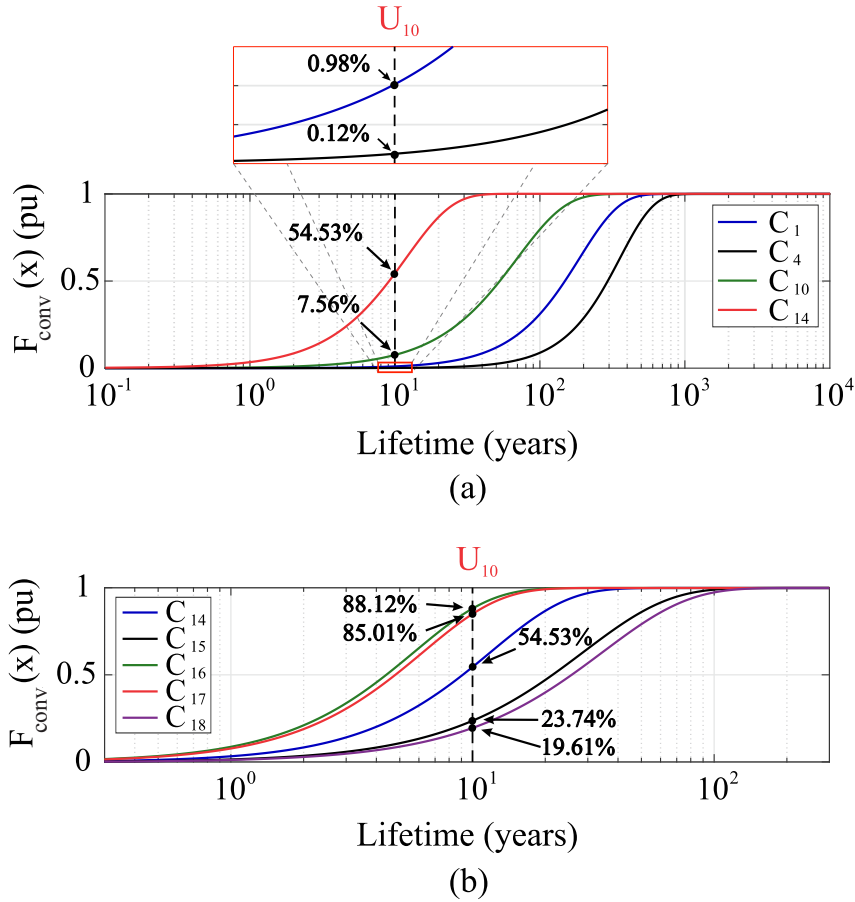 U10
0.98%
0.12%
1
0.5
0
Fconv (x) (pu)
54.53%
7.56%
C1
C4
C10
C14
10-1 100 101 102 103 104
Lifetime (years)
(a)
U10
1
0.5
0
Fconv (x) (pu)
C14
C15
C16
C17
C18
88.12%
85.01%
54.53%
23.74%
19.61%
100 101 102
Lifetime (years)
(b)